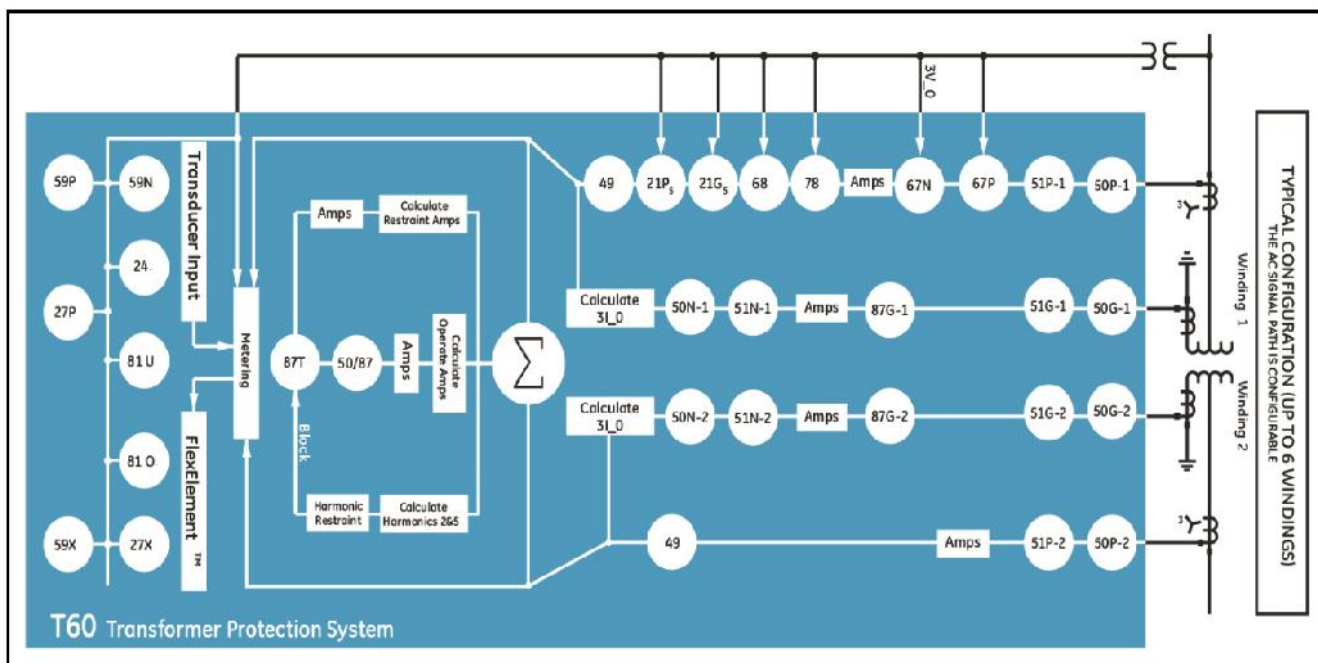 3V_0
TYPICAL CONFIGURATION (UP TO 6 WINDINGS)
THE AC SIGNAL PATH IS CONFIGURABLE
59P
59N
Transducer Input
49
21Ps
21Gs
68
78
Amps
67N
67P
51P-1
50P-1
3
Amps
Calculate
Restraint Amps
24
27P
Calculate
3I_0
50N-1
51N-1
Amps
87G-1
51G-1
50G-1
Winding 1
81U
Metering
87T
50/87
Amps
Calculate
Operate Amps
Σ
Calculate
3I_0
50N-2
51N-2
Amps
87G-2
51G-2
50G-2
Winding 2
81O
FlexElement ™
Block
Harmonic
Restraint
Calculate
Harmonics 2&5
59X
27X
49
Amps
51P-2
50P-2
3
T60 Transformer Protection System